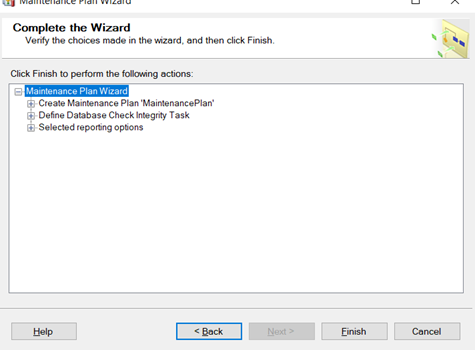 Maintenance Plan Wizard
Complete the Wizard
Verify the choices made in the wizard, and then click Finish.
Click Finish to perform the following actions:
Maintenance Plan Wizard
Create Maintenance Plan 'MaintenancePlan'
Define Database Check Integrity Task
Selected reporting options
Help
< Back
Next >
Finish
Cancel